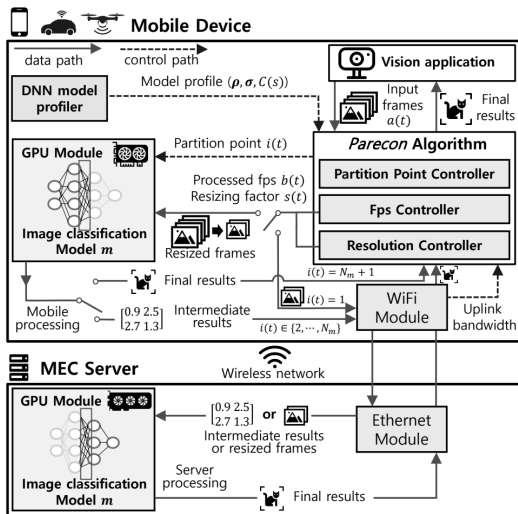 Mobile Device
data path
control path
Vision application
DNN model
profiler
Model profile (ρ, σ, C(s))
Input
frames
a(t)
Final
results
Partition point i(t)
Parecon Algorithm
GPU Module
Processed fps b(t)
Resizing factor s(t)
Partition Point Controller
Fps Controller
Resolution Controller
Image classification
Model m
Resized frames
Final results
i(t) = N_m + 1
i(t) = 1
Mobile
processing
[0.9 2.5
2.7 1.3]
Intermediate
results
i(t) ∈ {2, ⋯, N_m}
WiFi
Module
Uplink
bandwidth
MEC Server
Wireless network
GPU Module
[0.9 2.5
2.7 1.3]
or
Intermediate results
or resized frames
Ethernet
Module
Image classification
Model m
Server
processing
Final results